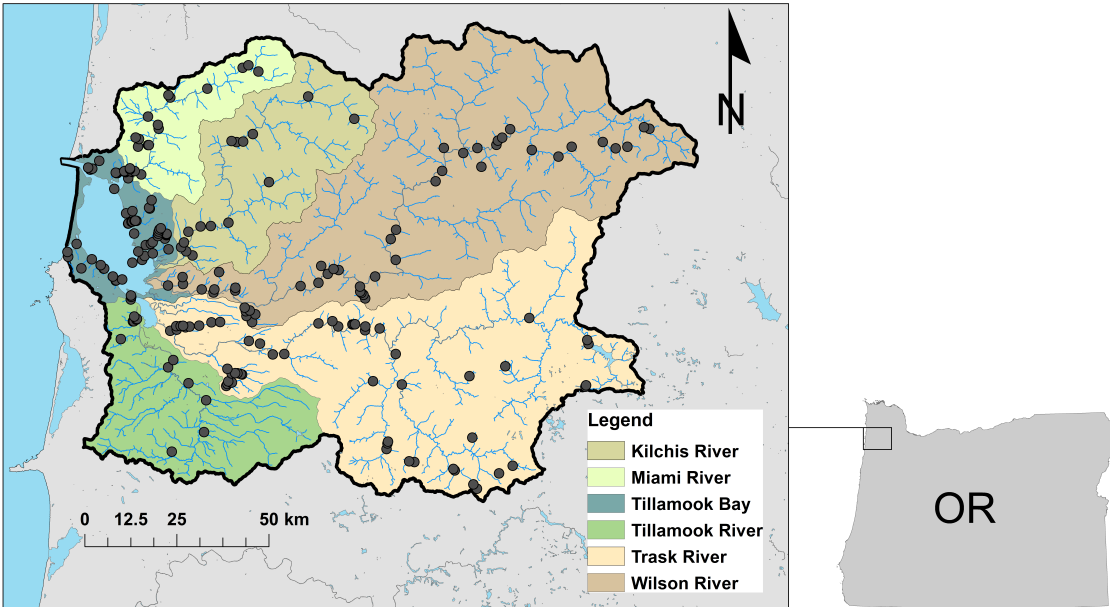 N
Legend
Kilchis River
Miami River
Tillamook Bay
Tillamook River
Trask River
Wilson River
0 12.5 25 50 km
OR